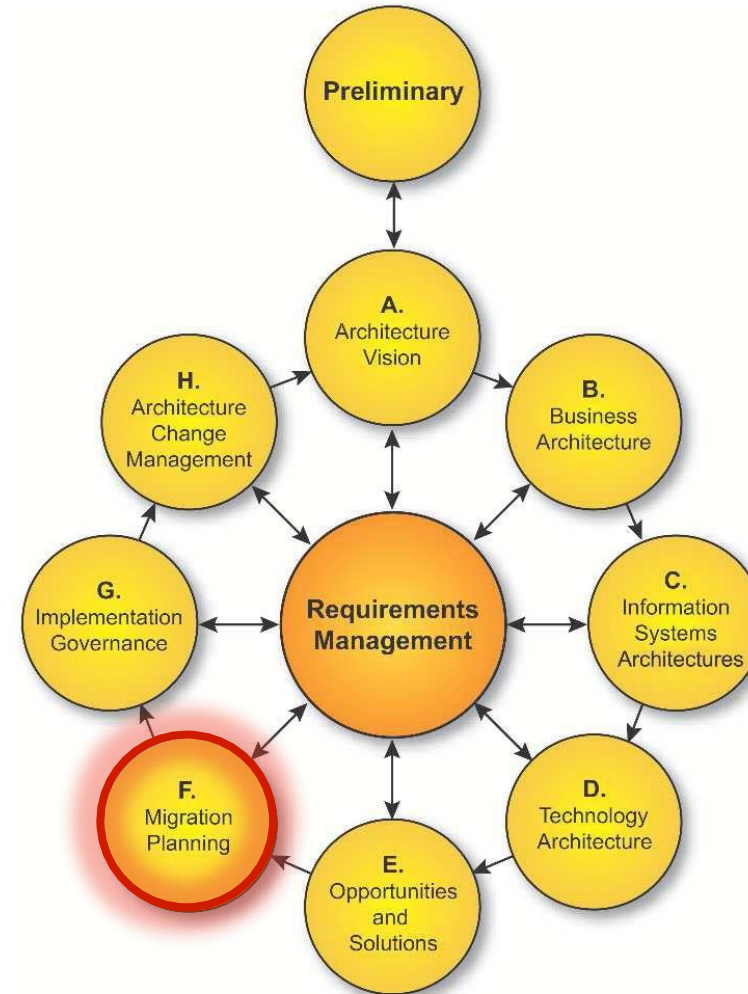 Preliminary
A.
Architecture
Vision
B.
Business
Architecture
C.
Information
Systems
Architectures
D.
Technology
Architecture
E.
Opportunities
and
Solutions
F.
Migration
Planning
G.
Implementation
Governance
H.
Architecture
Change
Management
Requirements
Management